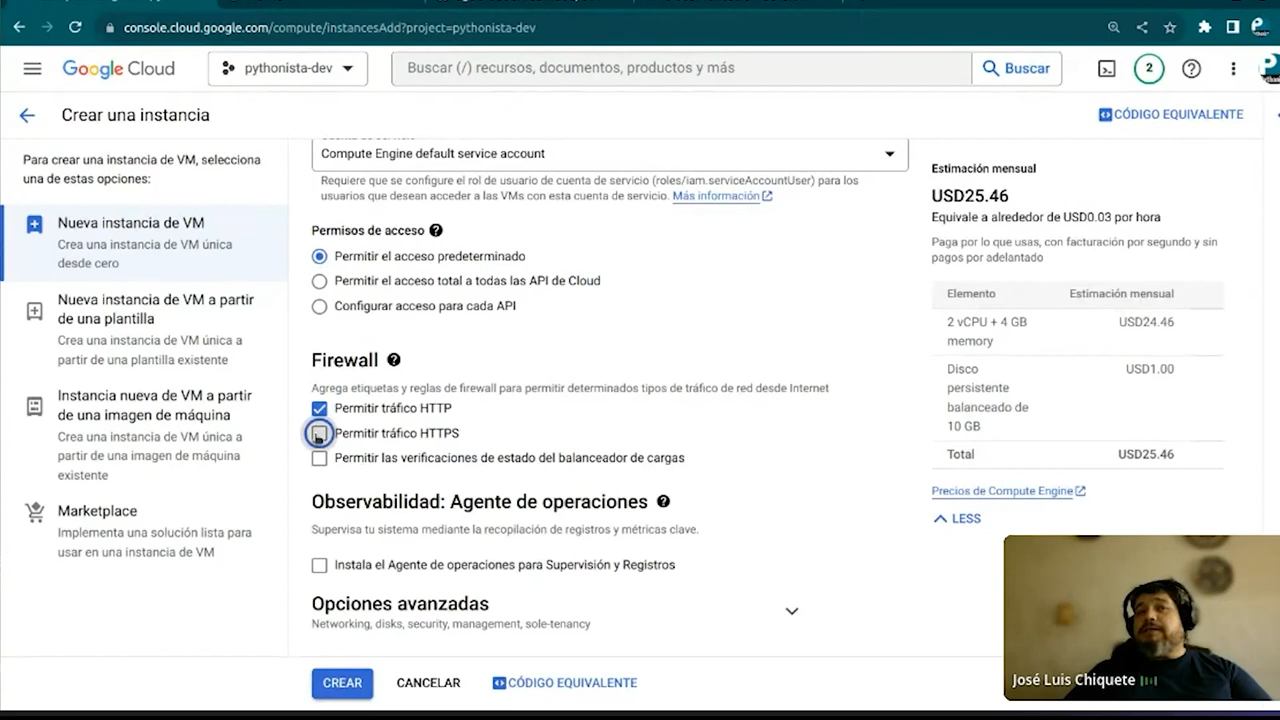 console.cloud.google.com/compute/instancesAdd?project=pythonista-dev
Google Cloud
pythonista-dev
Buscar (/) recursos, documentos, productos y más
Buscar
2
Crear una instancia
CÓDIGO EQUIVALENTE
Para crear una instancia de VM, selecciona
una de estas opciones:
Nueva instancia de VM
Crea una instancia de VM única
desde cero
Nueva instancia de VM a partir
de una plantilla
Crea una instancia de VM única a
partir de una plantilla existente
Instancia nueva de VM a partir
de una imagen de máquina
Crea una instancia de VM única a
partir de una imagen de máquina
existente
Marketplace
Implementa una solución lista para
usar en una instancia de VM
Compute Engine default service account
Requiere que se configure el rol de usuario de cuenta de servicio (roles/iam.serviceAccountUser) para los
usuarios que desean acceder a las VMs con esta cuenta de servicio. Más información
Permisos de acceso
Permitir el acceso predeterminado
Permitir el acceso total a todas las API de Cloud
Configurar acceso para cada API
Firewall
Agrega etiquetas y reglas de firewall para permitir determinados tipos de tráfico de red desde Internet
Permitir tráfico HTTP
Permitir tráfico HTTPS
Permitir las verificaciones de estado del balanceador de cargas
Observabilidad: Agente de operaciones
Supervisa tu sistema mediante la recopilación de registros y métricas clave.
Instala el Agente de operaciones para Supervisión y Registros
Opciones avanzadas
Networking, disks, security, management, sole-tenancy
CREAR
CANCELAR
CÓDIGO EQUIVALENTE
Estimación mensual
USD25.46
Equivale a alrededor de USD0.03 por hora
Paga por lo que usas, con facturación por segundo y sin
pagos por adelantado
Elemento Estimación mensual
2 vCPU + 4 GB USD24.46
memory
Disco USD1.00
persistente
balanceado de
10 GB
Total USD25.46
Precios de Compute Engine
LESS
José Luis Chiquete